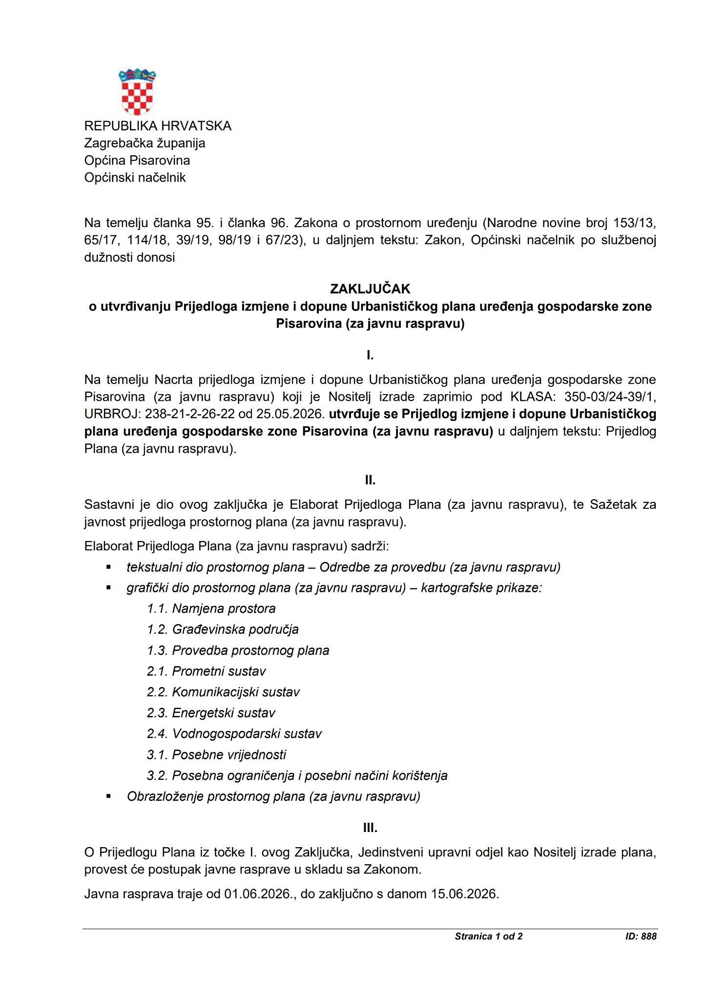 REPUBLIKA HRVATSKA
Zagrebačka županija
Općina Pisarovina
Općinski načelnik
Na temelju članka 95. i članka 96. Zakona o prostornom uređenju (Narodne novine broj 153/13,
65/17, 114/18, 39/19, 98/19 i 67/23), u daljnjem tekstu: Zakon, Općinski načelnik po službenoj
dužnosti donosi
ZAKLJUČAK
o utvrđivanju Prijedloga izmjene i dopune Urbanističkog plana uređenja gospodarske zone
Pisarovina (za javnu raspravu)
I.
Na temelju Nacrta prijedloga izmjene i dopune Urbanističkog plana uređenja gospodarske zone
Pisarovina (za javnu raspravu) koji je Nositelj izrade zaprimio pod KLASA: 350-03/24-39/1,
URBROJ: 238-21-2-26-22 od 25.05.2026. utvrđuje se Prijedlog izmjene i dopune Urbanističkog
plana uređenja gospodarske zone Pisarovina (za javnu raspravu) u daljnjem tekstu: Prijedlog
Plana (za javnu raspravu).
II.
Sastavni je dio ovog zaključka je Elaborat Prijedloga Plana (za javnu raspravu), te Sažetak za
javnost prijedloga prostornog plana (za javnu raspravu).
Elaborat Prijedloga Plana (za javnu raspravu) sadrži:
▪ tekstualni dio prostornog plana – Odredbe za provedbu (za javnu raspravu)
▪ grafički dio prostornog plana (za javnu raspravu) – kartografske prikaze:
1.1. Namjena prostora
1.2. Građevinska područja
1.3. Provedba prostornog plana
2.1. Prometni sustav
2.2. Komunikacijski sustav
2.3. Energetski sustav
2.4. Vodnogospodarski sustav
3.1. Posebne vrijednosti
3.2. Posebna ograničenja i posebni načini korištenja
▪ Obrazloženje prostornog plana (za javnu raspravu)
III.
O Prijedlogu Plana iz točke I. ovog Zaključka, Jedinstveni upravni odjel kao Nositelj izrade plana,
provest će postupak javne rasprave u skladu sa Zakonom.
Javna rasprava traje od 01.06.2026., do zaključno s danom 15.06.2026.
Stranica 1 od 2 ID: 888